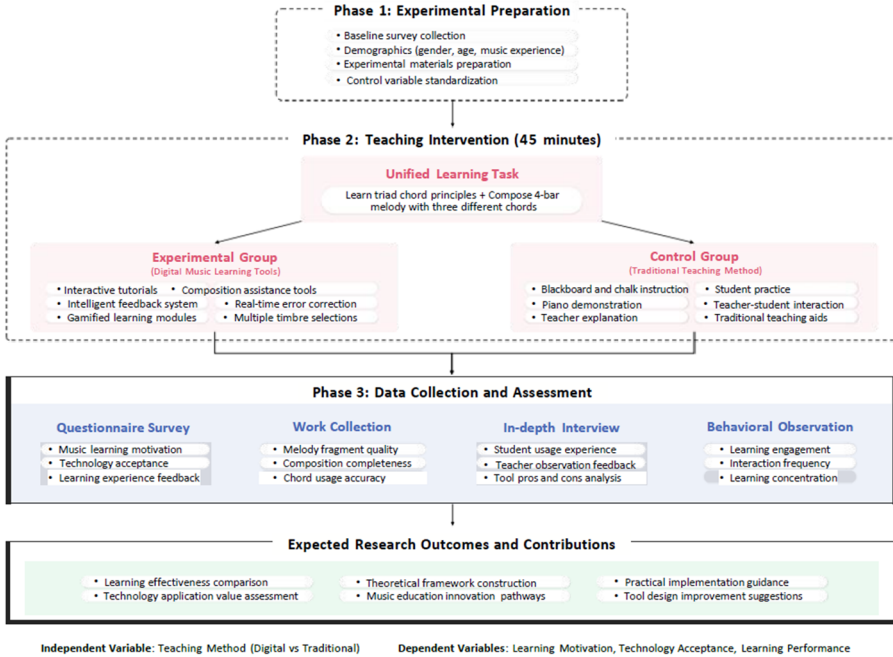 Phase 1: Experimental Preparation
• Baseline survey collection
• Demographics (gender, age, music experience)
• Experimental materials preparation
• Control variable standardization
Phase 2: Teaching Intervention (45 minutes)
Unified Learning Task
Learn triad chord principles + Compose 4-bar
melody with three different chords
Experimental Group
(Digital Music Learning Tools)
• Interactive tutorials • Composition assistance tools
• Intelligent feedback system • Real-time error correction
• Gamified learning modules • Multiple timbre selections
Control Group
(Traditional Teaching Method)
• Blackboard and chalk instruction • Student practice
• Piano demonstration • Teacher-student interaction
• Teacher explanation • Traditional teaching aids
Phase 3: Data Collection and Assessment
Questionnaire Survey
• Music learning motivation
• Technology acceptance
• Learning experience feedback
Work Collection
• Melody fragment quality
• Composition completeness
• Chord usage accuracy
In-depth Interview
• Student usage experience
• Teacher observation feedback
• Tool pros and cons analysis
Behavioral Observation
• Learning engagement
• Interaction frequency
• Learning concentration
Expected Research Outcomes and Contributions
• Learning effectiveness comparison
• Technology application value assessment
• Theoretical framework construction
• Music education innovation pathways
• Practical implementation guidance
• Tool design improvement suggestions
Independent Variable: Teaching Method (Digital vs Traditional)
Dependent Variables: Learning Motivation, Technology Acceptance, Learning Performance